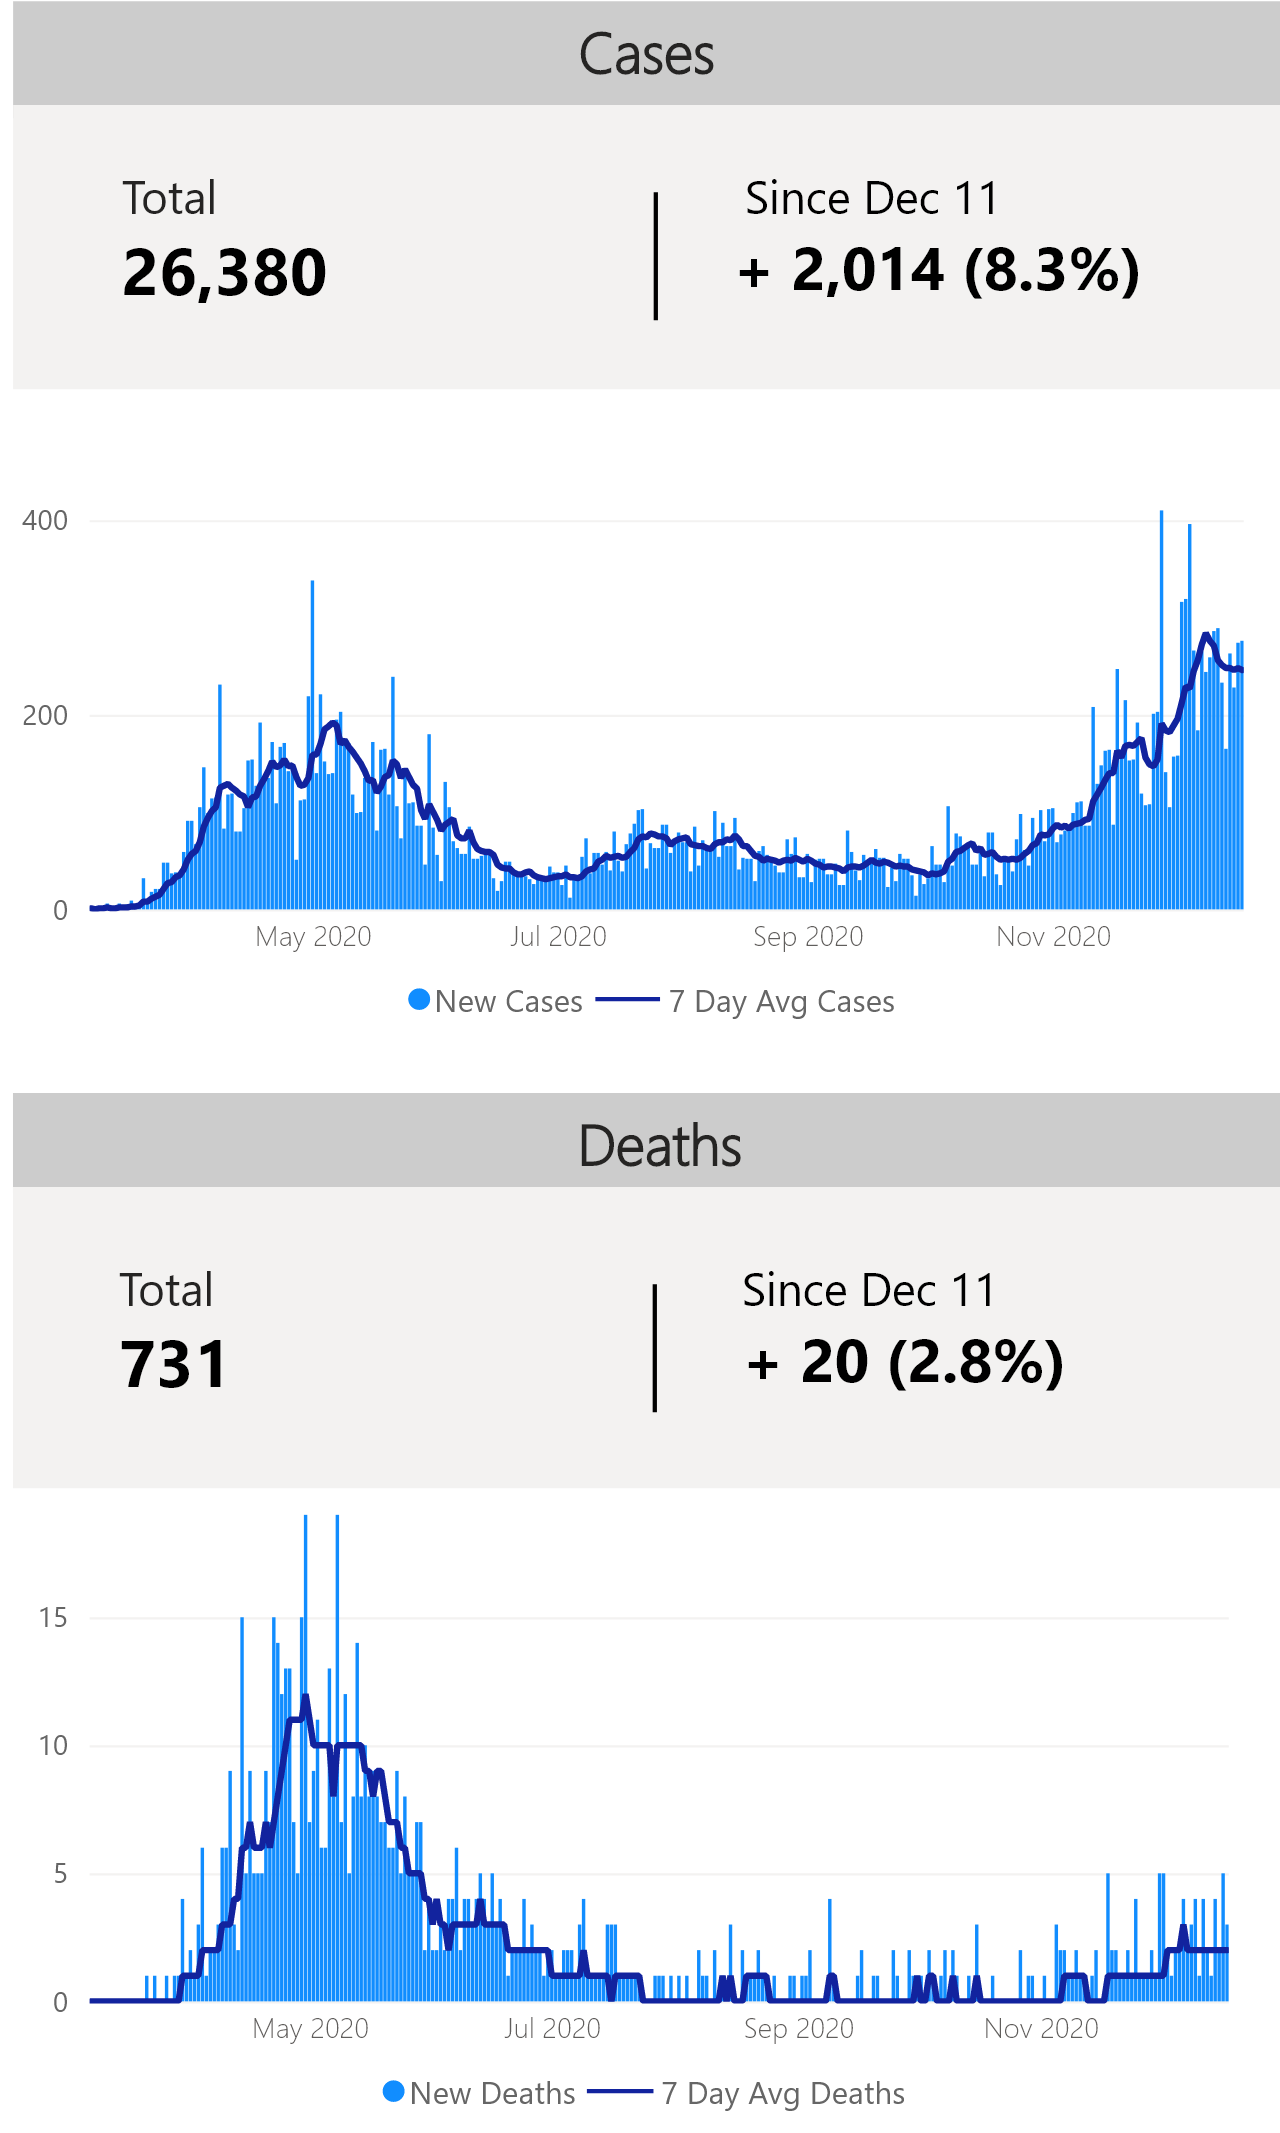 Cases
Total
Since Dec 11
26,380
+ 2,014 (8.3%)
400
200
0
May 2020
Jul 2020
Sep 2020
Nov 2020
New Cases
7 Day Avg Cases
Deaths
Total
Since Dec 11
731
+ 20 (2.8%)
15
10
5
0
May 2020
Jul 2020
Sep 2020
Nov 2020
New Deaths
7 Day Avg Deaths